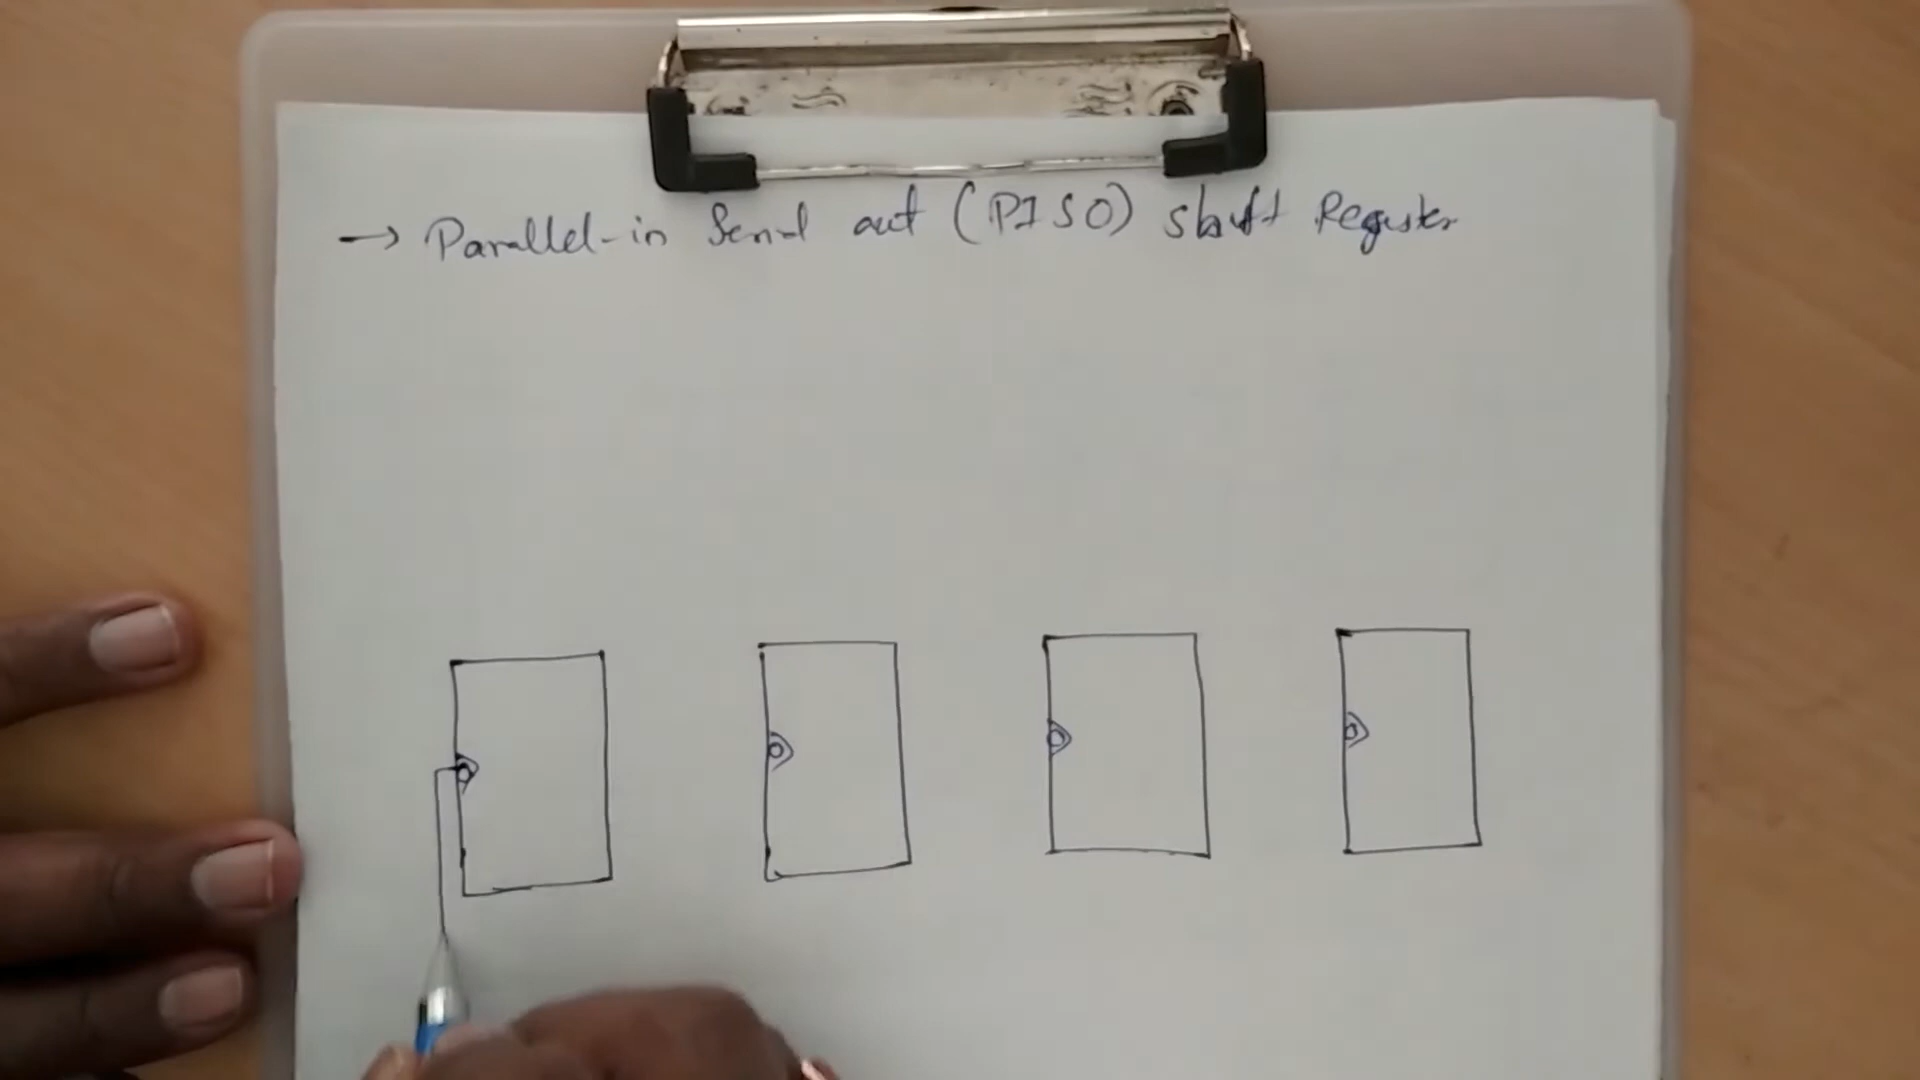 → Parallel-in Serial out (PISO) shift Register